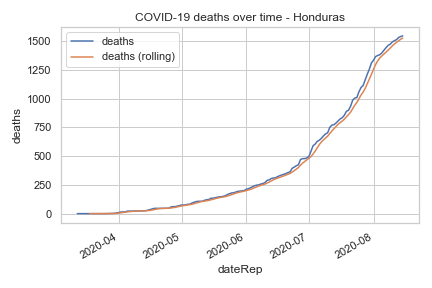 COVID-19 deaths over time - Honduras
deaths
deaths (rolling)
1500
1250
1000
750
500
250
0
deaths
2020-04
2020-05
2020-06
2020-07
2020-08
dateRep